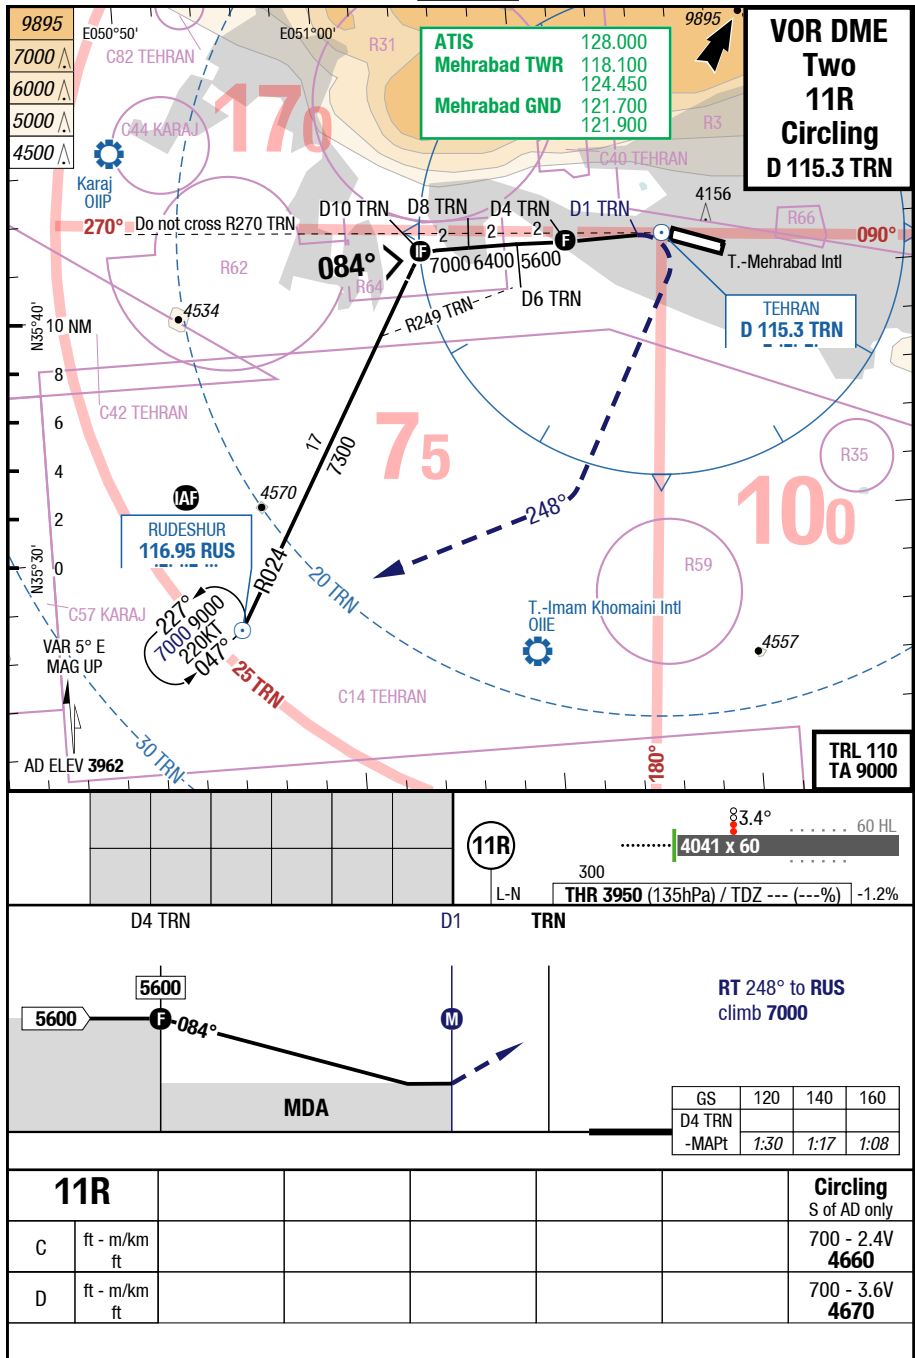 9895
7000
6000
5000
4500
E050°50'
E051°00'
C82 TEHRAN
R31
170
C44 KARAJ
Karaj
OIIP
ATIS 128.000
Mehrabad TWR 118.100
124.450
Mehrabad GND 121.700
121.900
9895
VOR DME
Two
11R
Circling
D 115.3 TRN
R3
C40 TEHRAN
4156
R66
270°
Do not cross R270 TRN
D10 TRN
D8 TRN
D4 TRN
D1 TRN
090°
2
2
2
IF
F
084°
7000
6400
5600
T.-Mehrabad Intl
R62
R64
D6 TRN
R249 TRN
TEHRAN
D 115.3 TRN
4534
N35°40'
10 NM
8
6
4
2
0
N35°30'
C42 TEHRAN
17
7300
75
R35
100
IAF
4570
RUDESHUR
116.95 RUS
R024
248°
20 TRN
R59
T.-Imam Khomaini Intl
OIIE
C57 KARAJ
227°
7000 9000
220KT
047°
4557
VAR 5° E
MAG UP
25 TRN
C14 TEHRAN
30 TRN
180°
AD ELEV 3962
TRL 110
TA 9000
11R
L-N
3.4°
60 HL
4041 x 60
300
THR 3950 (135hPa) / TDZ --- (---%)
-1.2%
D4 TRN
D1
TRN
5600
5600
F
084°
M
MDA
RT 248° to RUS
climb 7000
GS 120 140 160
D4 TRN
-MAPt 1:30 1:17 1:08
11R
Circling
S of AD only
C ft - m/km 700 - 2.4V
ft 4660
D ft - m/km 700 - 3.6V
ft 4670